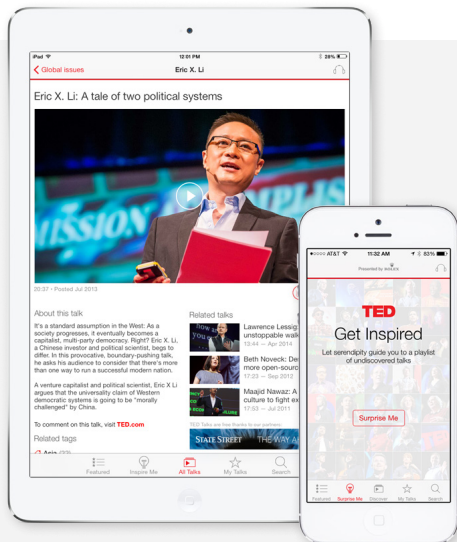 iPad
12:01 PM
28%
Global issues
Eric X. Li
Eric X. Li: A tale of two political systems
MISSION
20:37 • Posted Jul 2013
About this talk
It's a standard assumption in the West: As a
society progresses, it eventually becomes a
capitalist, multi-party democracy. Right? Eric X. Li,
a Chinese investor and political scientist, begs to
differ. In this provocative, boundary-pushing talk,
he asks his audience to consider that there's more
than one way to run a successful modern nation.
A venture capitalist and political scientist, Eric X Li
argues that the universality claim of Western
democratic systems is going to be "morally
challenged" by China.
To comment on this talk, visit TED.com
Related tags
Asia
Related talks
Lawrence Lessig:
unstoppable walk
12:44 — Apr 2014
Beth Noveck: De
more open-source
17:23 — Sep 2012
Maajid Nawaz: A
culture to fight ex
17:53 — Jul 2011
TED Talks are free thanks to our partners:
STATE STREET THE WAY A
Featured
Inspire Me
All Talks
My Talks
Search
AT&T
11:32 AM
83%
Presented by
TED
Get Inspired
Let serendipity guide you to a playlist
of undiscovered talks
Surprise Me
Featured
Surprise Me
Discover
My Talks
Search